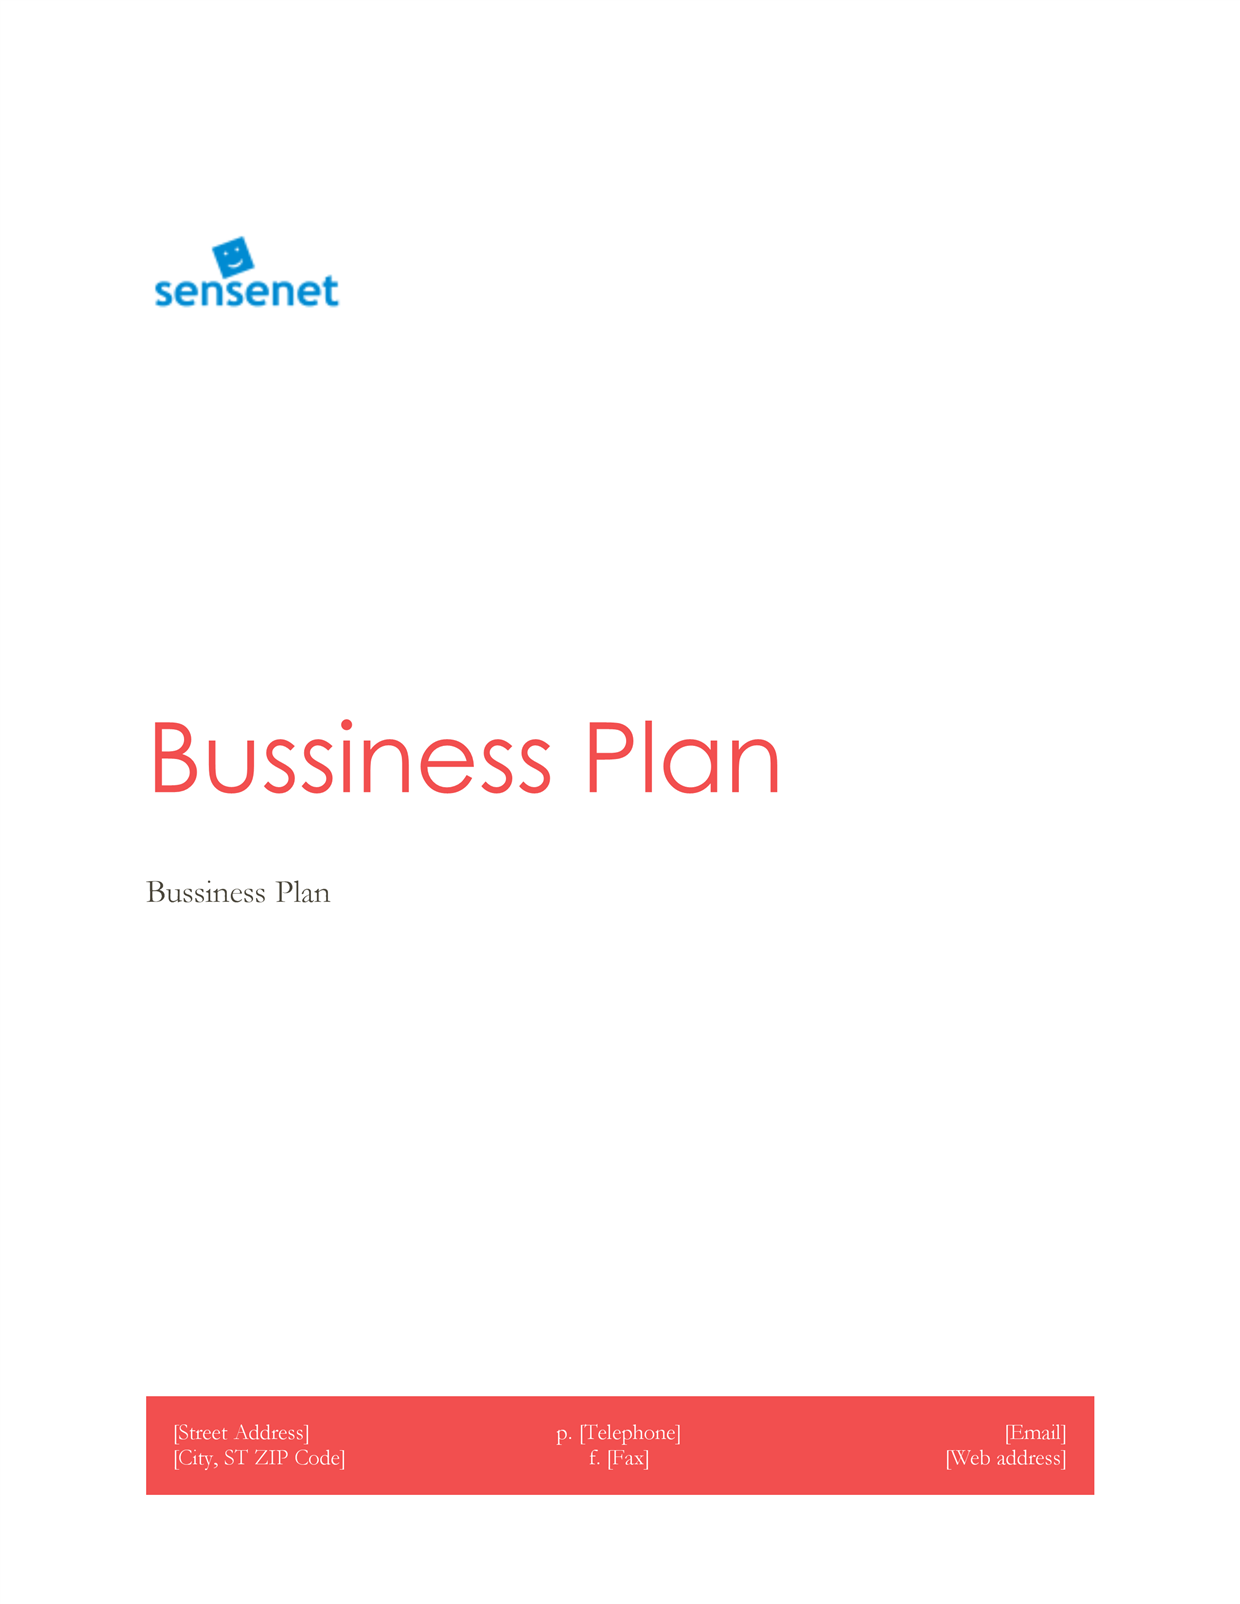 sensenet
Bussiness Plan
Bussiness Plan
[Street Address]
[City, ST ZIP Code]
p. [Telephone]
f. [Fax]
[Email]
[Web address]